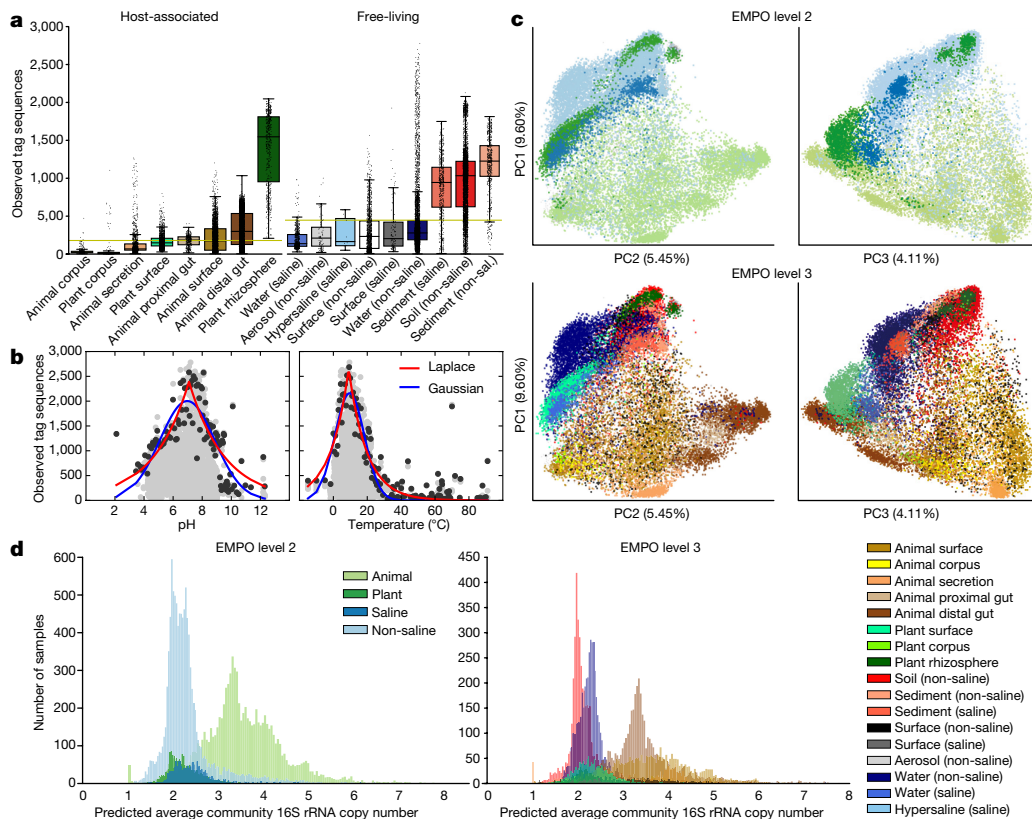 a
Host-associated
Free-living
Observed tag sequences
3,000
2,500
2,000
1,500
1,000
500
0
Animal corpus
Plant corpus
Animal secretion
Plant surface
Animal proximal gut
Animal surface
Animal distal gut
Plant rhizosphere
Water (saline)
Aerosol (non-saline)
Hypersaline (saline)
Surface (non-saline)
Surface (saline)
Water (non-saline)
Sediment (saline)
Soil (non-saline)
Sediment (non-sal.)
b
Observed tag sequences
3,000
2,500
2,000
1,500
1,000
500
0
2 4 6 8 10 12
pH
Laplace
Gaussian
0 20 40 60 80
Temperature (°C)
c
EMPO level 2
PC1 (9.60%)
PC2 (5.45%)
PC3 (4.11%)
EMPO level 3
PC1 (9.60%)
PC2 (5.45%)
PC3 (4.11%)
d
EMPO level 2
Number of samples
600
500
400
300
200
100
0
Animal
Plant
Saline
Non-saline
0 1 2 3 4 5 6 7 8
Predicted average community 16S rRNA copy number
EMPO level 3
450
400
350
300
250
200
150
100
50
0
0 1 2 3 4 5 6 7 8
Predicted average community 16S rRNA copy number
Animal surface
Animal corpus
Animal secretion
Animal proximal gut
Animal distal gut
Plant surface
Plant corpus
Plant rhizosphere
Soil (non-saline)
Sediment (non-saline)
Sediment (saline)
Surface (non-saline)
Surface (saline)
Aerosol (non-saline)
Water (non-saline)
Water (saline)
Hypersaline (saline)